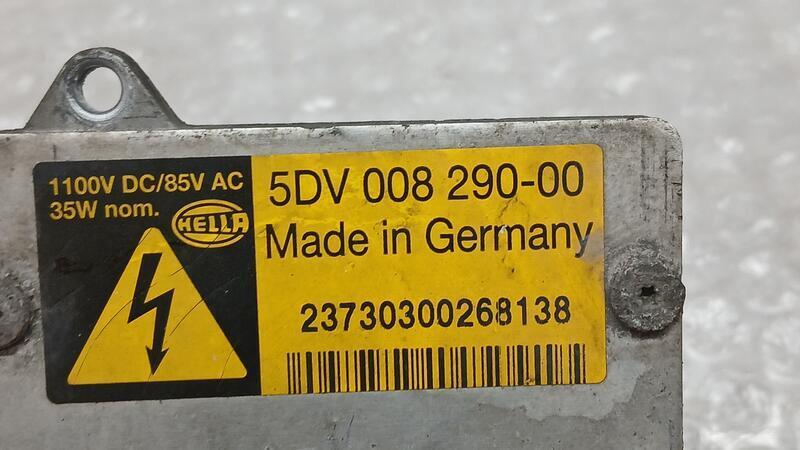 1100V DC/85V AC
35W nom.
HELLA
5DV 008 290-00
Made in Germany
23730300268138